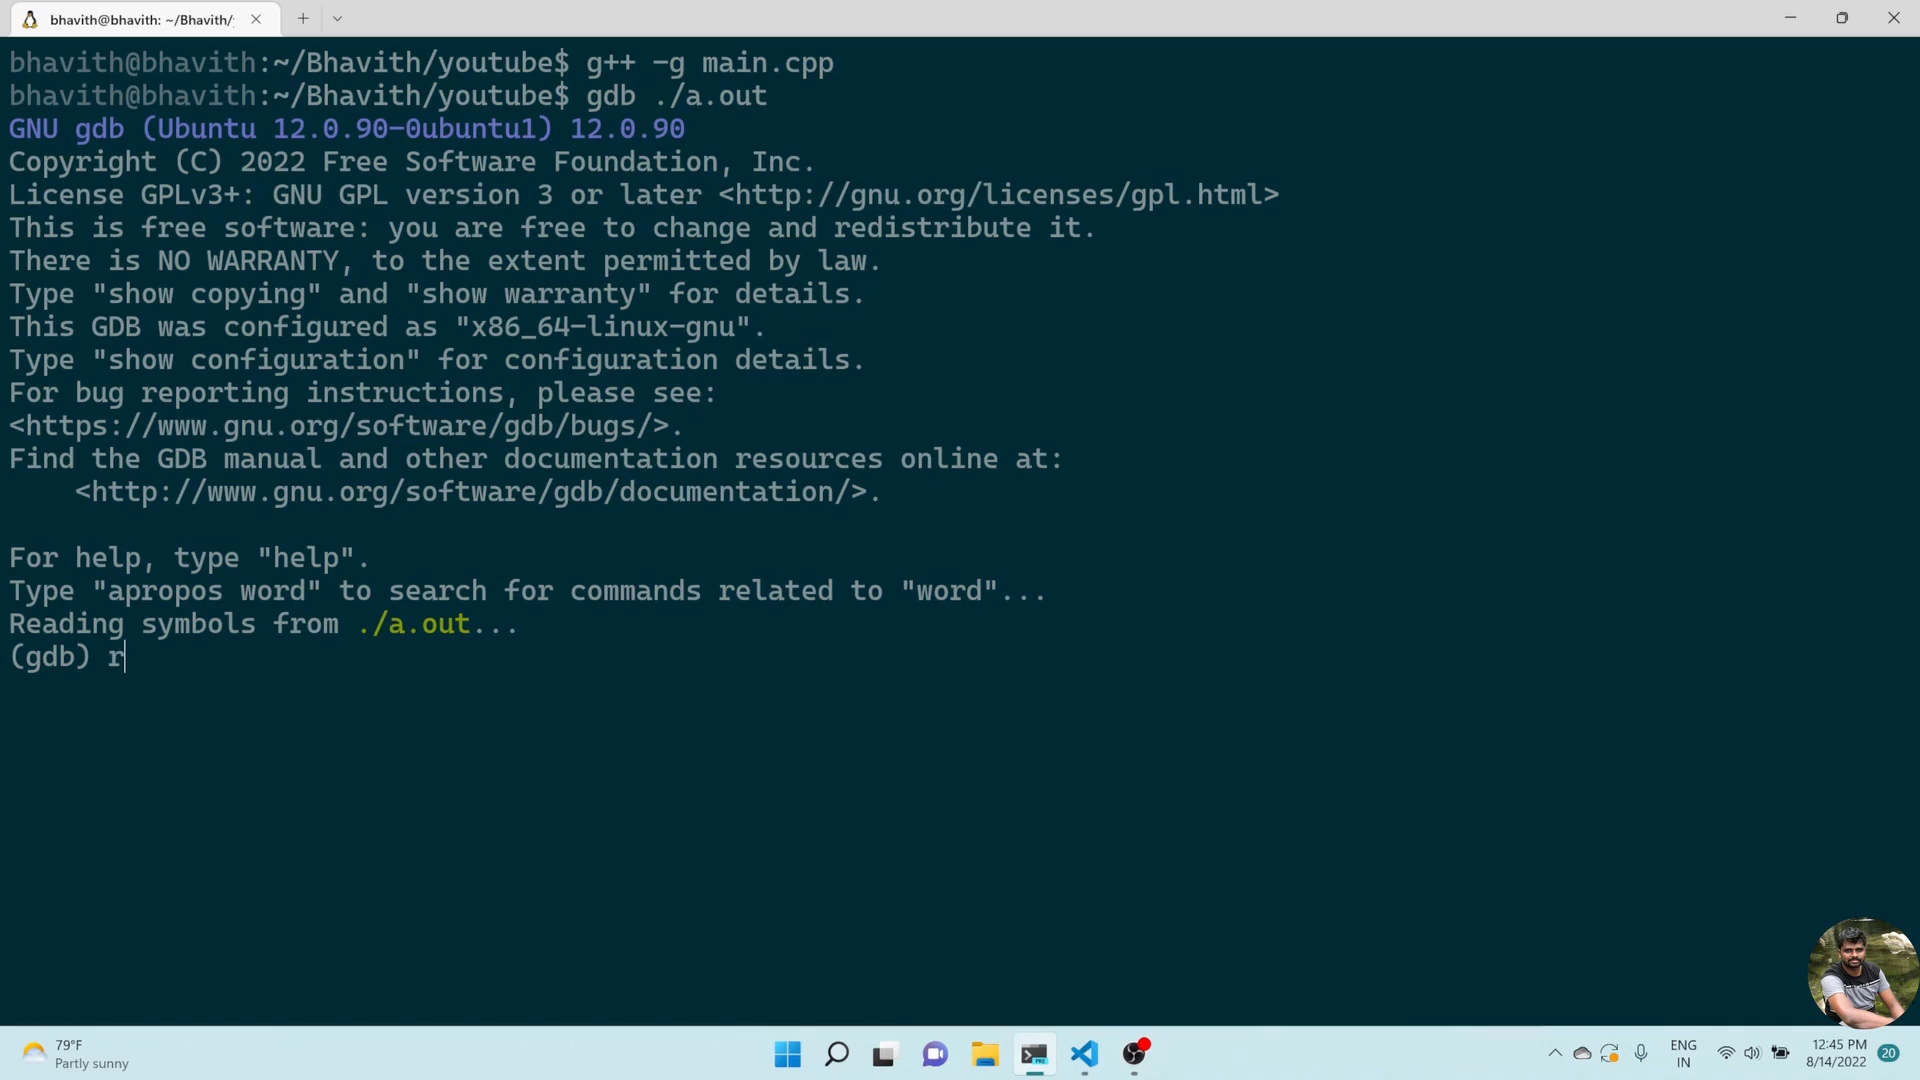 bhavith@bhavith: ~/Bhavith/
bhavith@bhavith:~/Bhavith/youtube$ g++ -g main.cpp
bhavith@bhavith:~/Bhavith/youtube$ gdb ./a.out
GNU gdb (Ubuntu 12.0.90-0ubuntu1) 12.0.90
Copyright (C) 2022 Free Software Foundation, Inc.
License GPLv3+: GNU GPL version 3 or later <http://gnu.org/licenses/gpl.html>
This is free software: you are free to change and redistribute it.
There is NO WARRANTY, to the extent permitted by law.
Type "show copying" and "show warranty" for details.
This GDB was configured as "x86_64-linux-gnu".
Type "show configuration" for configuration details.
For bug reporting instructions, please see:
<https://www.gnu.org/software/gdb/bugs/>.
Find the GDB manual and other documentation resources online at:
    <http://www.gnu.org/software/gdb/documentation/>.

For help, type "help".
Type "apropos word" to search for commands related to "word"...
Reading symbols from ./a.out...
(gdb) r
79°F
Partly sunny
PRE
ENG
IN
12:45 PM
8/14/2022
20